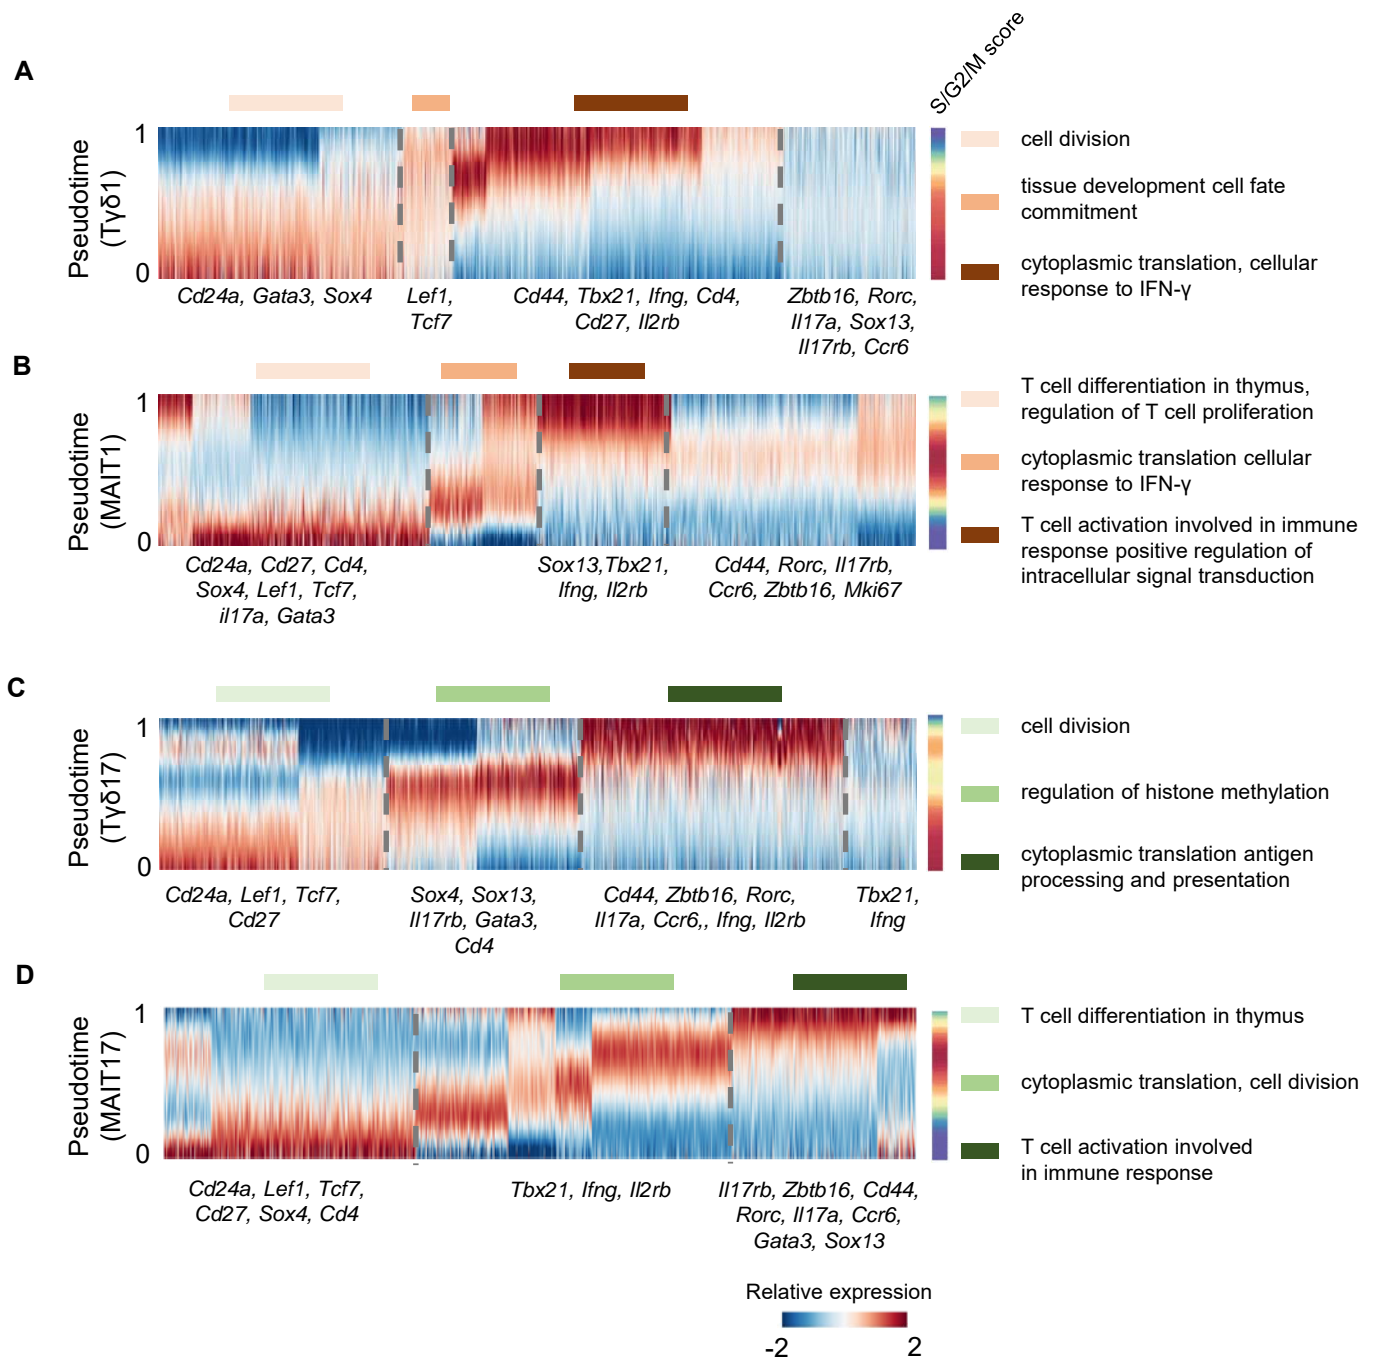 S/G2/M score
A
1
0
Pseudotime
(Tγδ1)
cell division
tissue development cell fate
commitment
cytoplasmic translation, cellular
response to IFN-γ
Cd24a, Gata3, Sox4
Lef1,
Tcf7
Cd44, Tbx21, Ifng, Cd4,
Cd27, Il2rb
Zbtb16, Rorc,
Il17a, Sox13,
Il17rb, Ccr6
B
1
0
Pseudotime
(MAIT1)
T cell differentiation in thymus,
regulation of T cell proliferation
cytoplasmic translation cellular
response to IFN-γ
T cell activation involved in immune
response positive regulation of
intracellular signal transduction
Cd24a, Cd27, Cd4,
Sox4, Lef1, Tcf7,
il17a, Gata3
Sox13,Tbx21,
Ifng, Il2rb
Cd44, Rorc, Il17rb,
Ccr6, Zbtb16, Mki67
C
1
0
Pseudotime
(Tγδ17)
cell division
regulation of histone methylation
cytoplasmic translation antigen
processing and presentation
Cd24a, Lef1, Tcf7,
Cd27
Sox4, Sox13,
Il17rb, Gata3,
Cd4
Cd44, Zbtb16, Rorc,
Il17a, Ccr6,, Ifng, Il2rb
Tbx21,
Ifng
D
1
0
Pseudotime
(MAIT17)
T cell differentiation in thymus
cytoplasmic translation, cell division
T cell activation involved
in immune response
Cd24a, Lef1, Tcf7,
Cd27, Sox4, Cd4
Tbx21, Ifng, Il2rb
Il17rb, Zbtb16, Cd44,
Rorc, Il17a, Ccr6,
Gata3, Sox13
Relative expression
-2
2